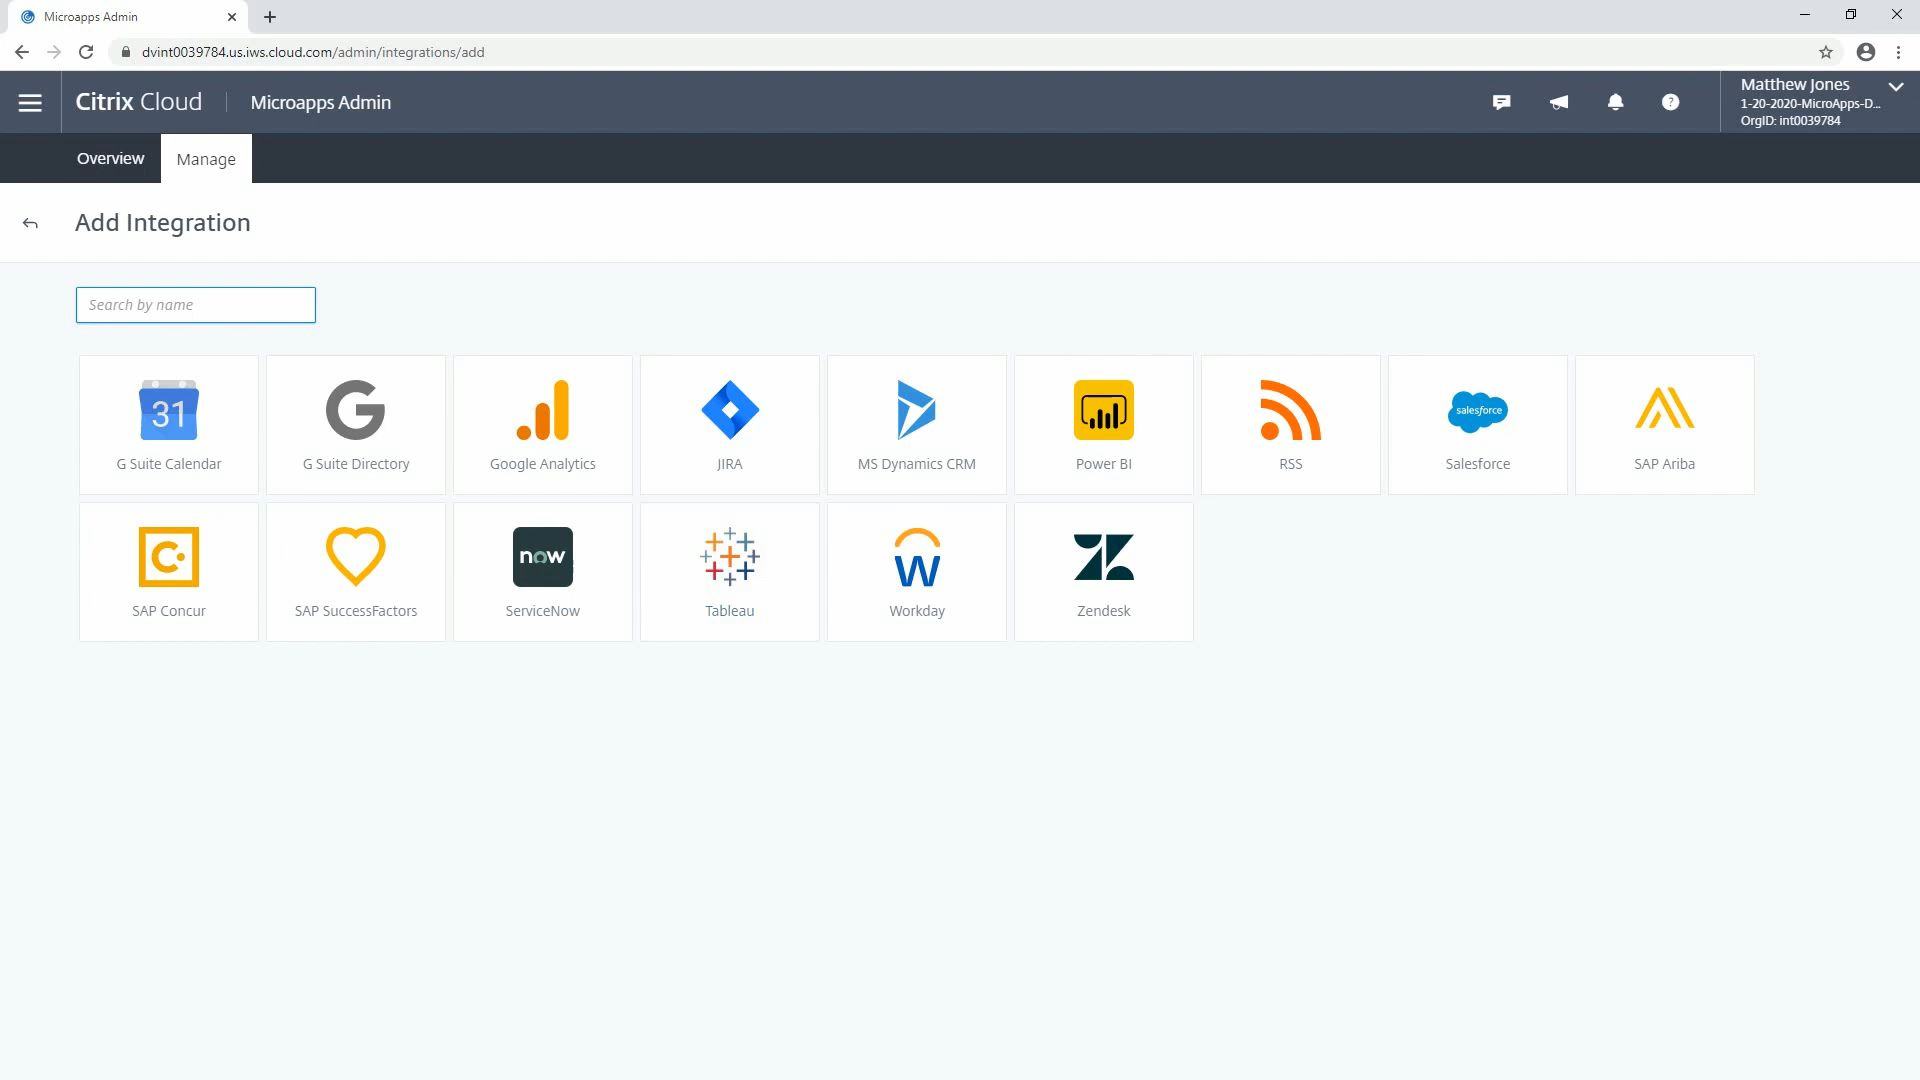 Microapps Admin
dvint0039784.us.iws.cloud.com/admin/integrations/add
Citrix Cloud
Microapps Admin
?
Matthew Jones
1-20-2020-MicroApps-D...
OrgID: int0039784
Overview
Manage
Add Integration
Search by name
31
G Suite Calendar
G
G Suite Directory
Google Analytics
JIRA
MS Dynamics CRM
Power BI
RSS
salesforce
Salesforce
SAP Ariba
C
SAP Concur
SAP SuccessFactors
now
ServiceNow
Tableau
W
Workday
Zendesk